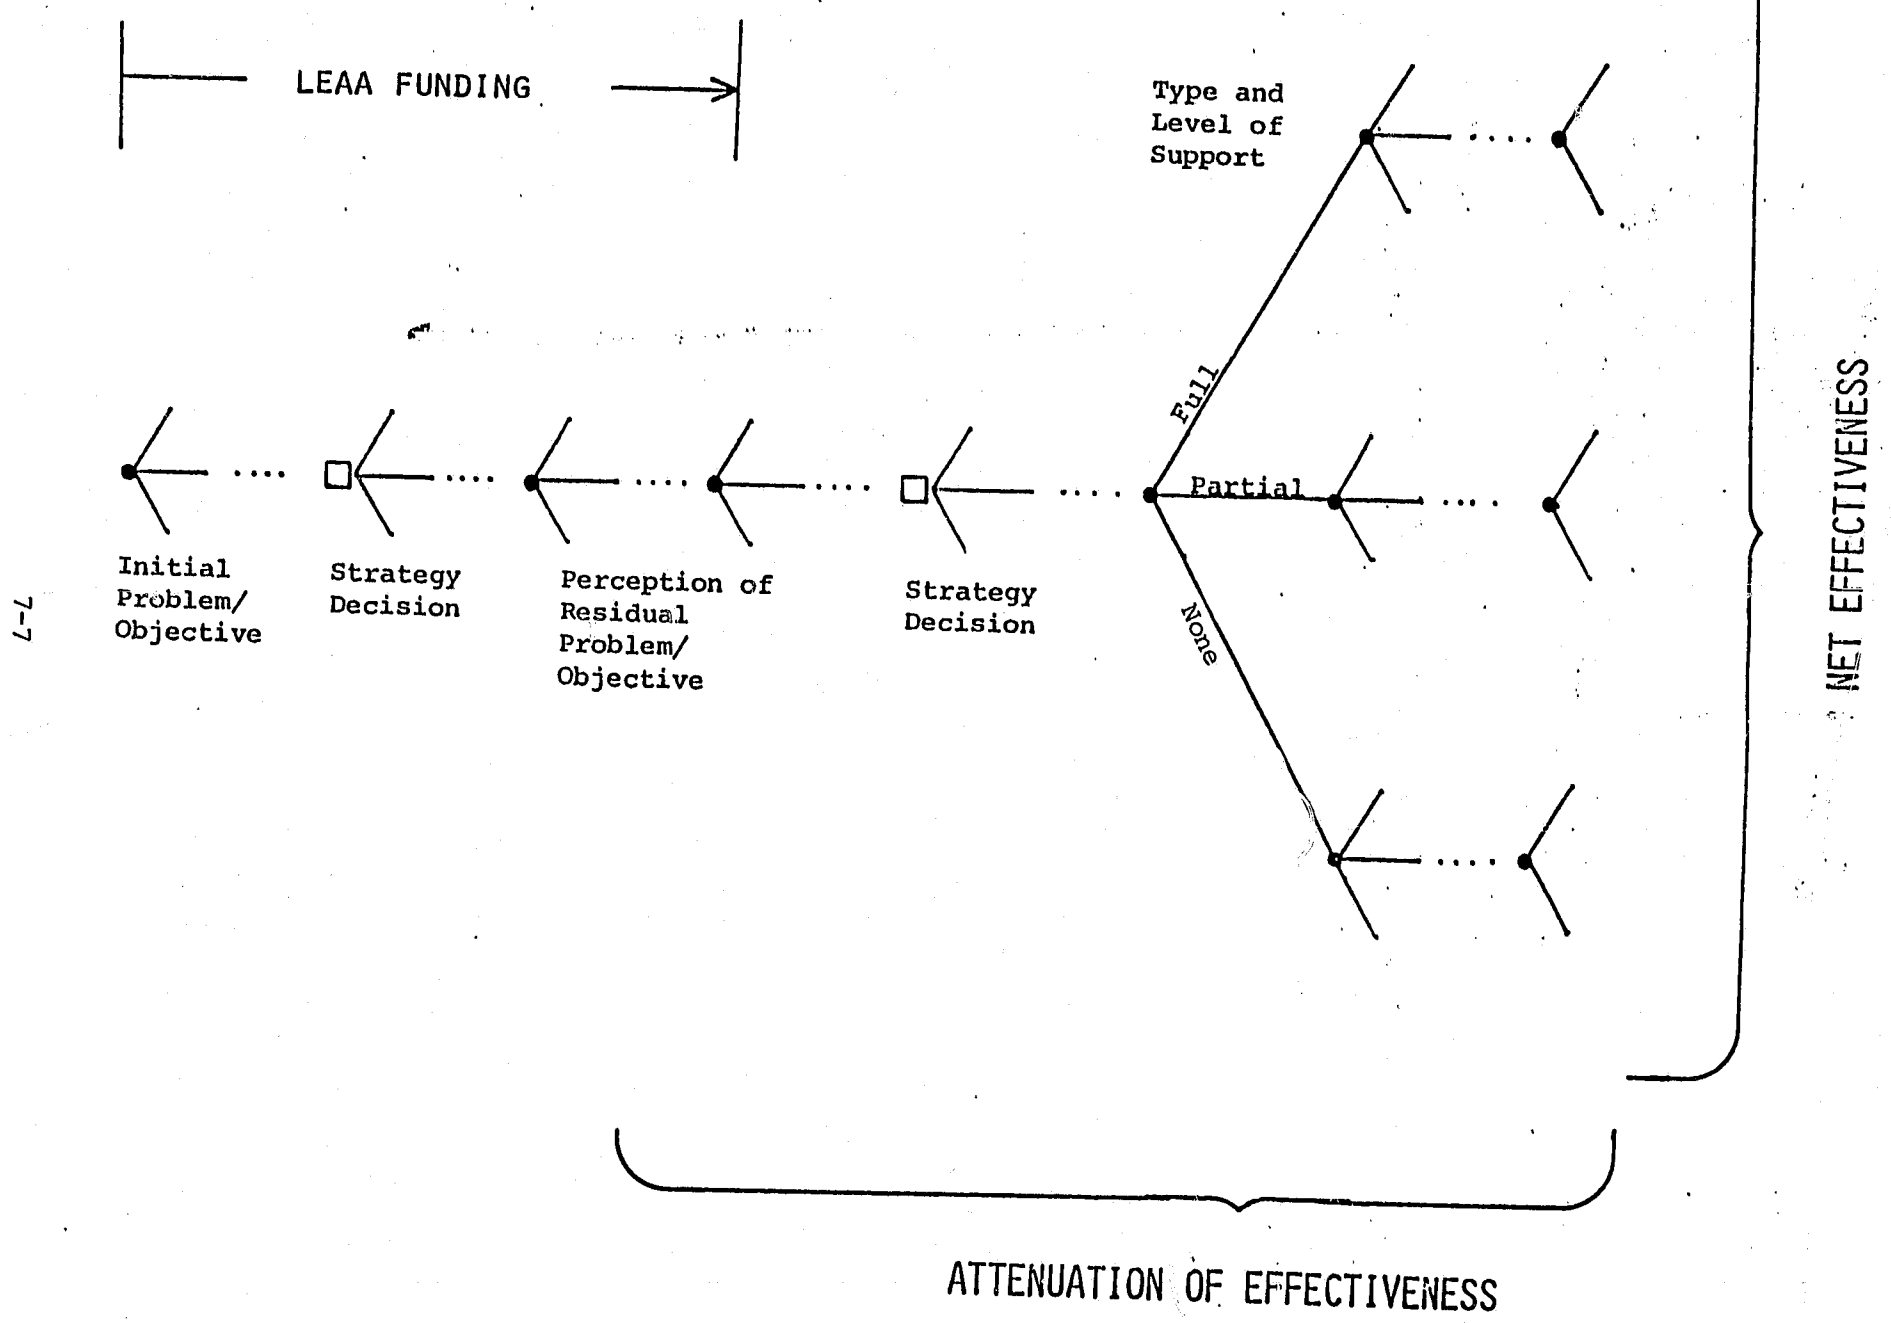 LEAA FUNDING
Type and
Level of
Support
Full
Partial
None
Initial
Problem/
Objective
Strategy
Decision
Perception of
Residual
Problem/
Objective
Strategy
Decision
NET EFFECTIVENESS
7-7
ATTENUATION OF EFFECTIVENESS